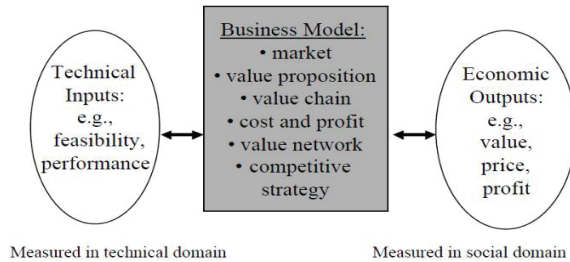 Technical
Inputs:
e.g.,
feasibility,
performance
Business Model:
• market
• value proposition
• value chain
• cost and profit
• value network
• competitive
strategy
Economic
Outputs:
e.g.,
value,
price,
profit
Measured in technical domain
Measured in social domain